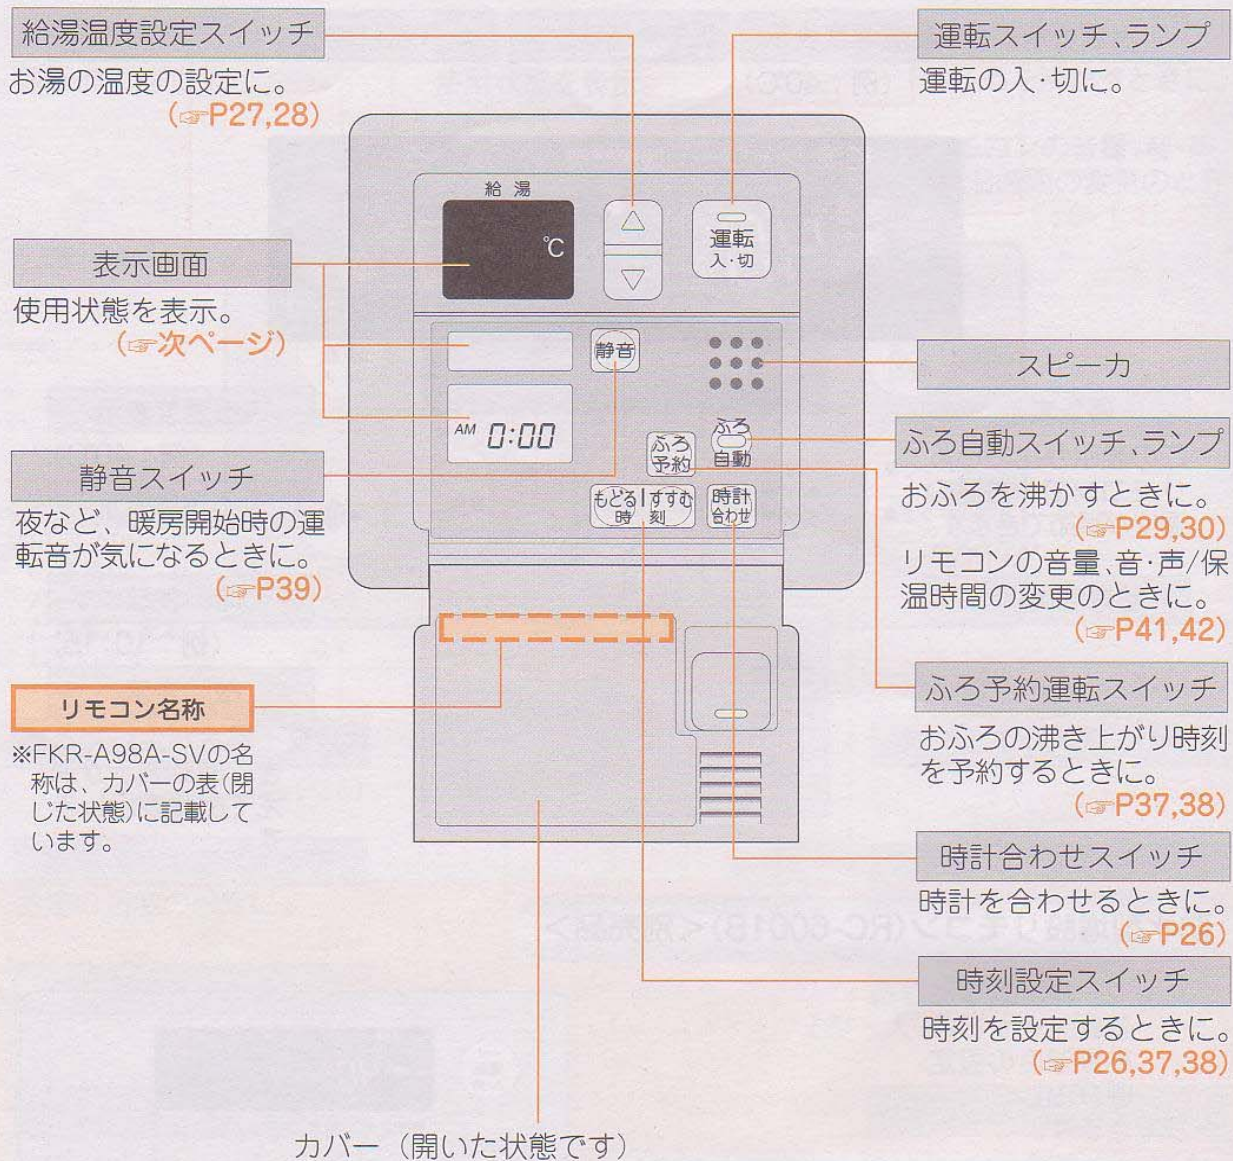 給湯温度設定スイッチ
お湯の温度の設定に。
(☞P27,28)
表示画面
使用状態を表示。
(☞次ページ)
静音スイッチ
夜など、暖房開始時の運
転音が気になるときに。
(☞P39)
リモコン名称
※FKR-A98A-SVの名
称は、カバーの表(閉
じた状態)に記載して
います。
給湯
℃
運転
入・切
静音
AM 0:00
ふろ
予約
ふろ
自動
もどる|すすむ
時 刻
時計
合わせ
カバー(開いた状態です)
運転スイッチ、ランプ
運転の入・切に。
スピーカ
ふろ自動スイッチ、ランプ
おふろを沸かすときに。
(☞P29,30)
リモコンの音量、音・声/保
温時間の変更のときに。
(☞P41,42)
ふろ予約運転スイッチ
おふろの沸き上がり時刻
を予約するときに。
(☞P37,38)
時計合わせスイッチ
時計を合わせるときに。
(☞P26)
時刻設定スイッチ
時刻を設定するときに。
(☞P26,37,38)